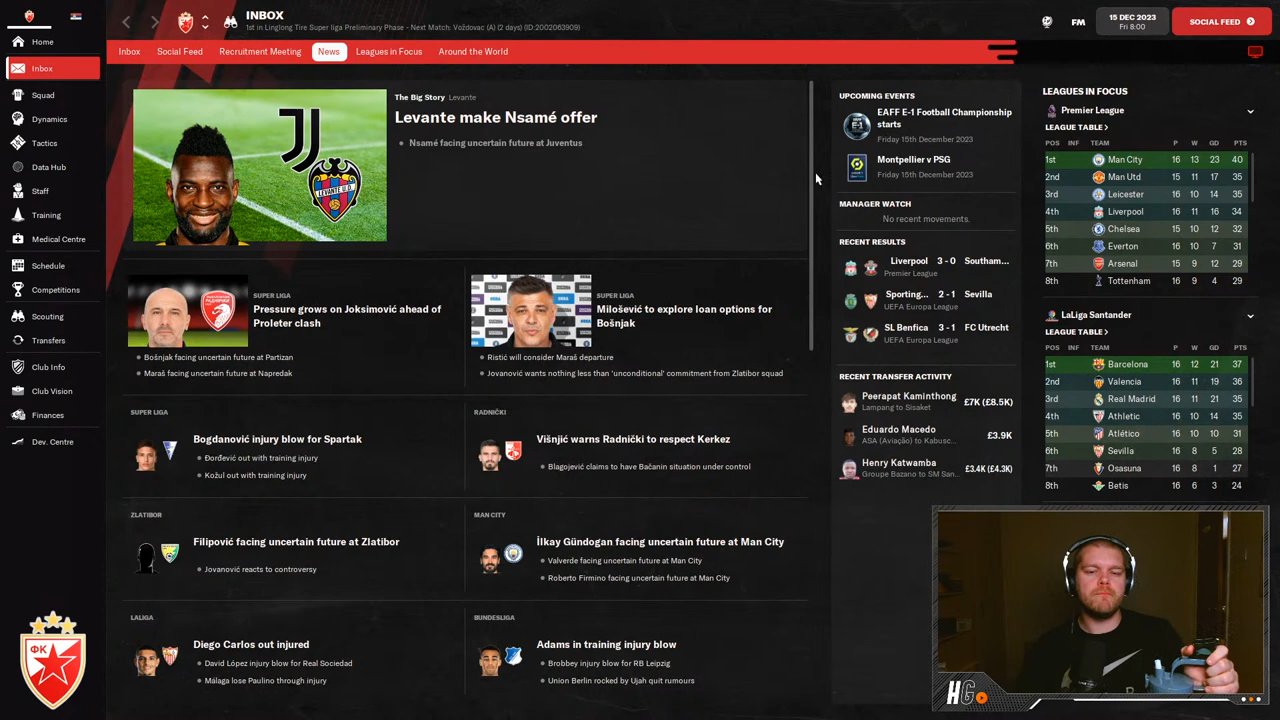 INBOX
1st in Linglong Tire Super liga Preliminary Phase - Next Match: Voždovac (A) (2 days) (ID:2002063909)
FM
15 DEC 2023
Fri 8:00
SOCIAL FEED
Home
Inbox
Squad
Dynamics
Tactics
Data Hub
Staff
Training
Medical Centre
Schedule
Competitions
Scouting
Transfers
Club Info
Club Vision
Finances
Dev. Centre
ФК
Inbox
Social Feed
Recruitment Meeting
News
Leagues in Focus
Around the World
The Big Story Levante
Levante make Nsamé offer
Nsamé facing uncertain future at Juventus
LEVANTE U.D.
SUPER LIGA
Pressure grows on Joksimović ahead of
Proleter clash
Bošnjak facing uncertain future at Partizan
Maraš facing uncertain future at Napredak
SUPER LIGA
Milošević to explore loan options for
Bošnjak
Ristić will consider Maraš departure
Jovanović wants nothing less than 'unconditional' commitment from Zlatibor squad
SUPER LIGA
Bogdanović injury blow for Spartak
Đorđević out with training injury
Kožul out with training injury
RADNIČKI
Višnjić warns Radnički to respect Kerkez
Blagojević claims to have Bačanin situation under control
ZLATIBOR
Filipović facing uncertain future at Zlatibor
Jovanović reacts to controversy
MAN CITY
İlkay Gündogan facing uncertain future at Man City
Valverde facing uncertain future at Man City
Roberto Firmino facing uncertain future at Man City
LALIGA
Diego Carlos out injured
David López injury blow for Real Sociedad
Málaga lose Paulino through injury
BUNDESLIGA
Adams in training injury blow
Brobbey injury blow for RB Leipzig
Union Berlin rocked by Ujah quit rumours
UPCOMING EVENTS
EAFF E-1 Football Championship
starts
Friday 15th December 2023
Montpellier v PSG
Friday 15th December 2023
MANAGER WATCH
No recent movements.
RECENT RESULTS
Liverpool 3 - 0 Southam...
Premier League
Sporting... 2 - 1 Sevilla
UEFA Europa League
SL Benfica 3 - 1 FC Utrecht
UEFA Europa League
RECENT TRANSFER ACTIVITY
Peerapat Kaminthong £7K (£8.5K)
Lampang to Sisaket
Eduardo Macedo £3.9K
ASA (Aviação) to Kabusc...
Henry Katwamba £3.4K (£4.3K)
Groupe Bazano to SM San...
LEAGUES IN FOCUS
Premier League
LEAGUE TABLE
POS INF TEAM P W GD PTS
1st Man City 16 13 23 40
2nd Man Utd 15 11 17 35
3rd Leicester 16 10 14 35
4th Liverpool 16 11 16 34
5th Chelsea 15 10 12 32
6th Everton 16 10 7 31
7th Arsenal 15 9 12 29
8th Tottenham 16 9 4 29
LaLiga Santander
LEAGUE TABLE
POS INF TEAM P W GD PTS
1st Barcelona 16 12 21 37
2nd Valencia 16 11 19 36
3rd Real Madrid 16 11 21 35
4th Athletic 16 10 14 35
5th Atlético 16 10 10 31
6th Sevilla 16 8 5 28
7th Osasuna 16 8 1 27
8th Betis 16 6 3 24
HG